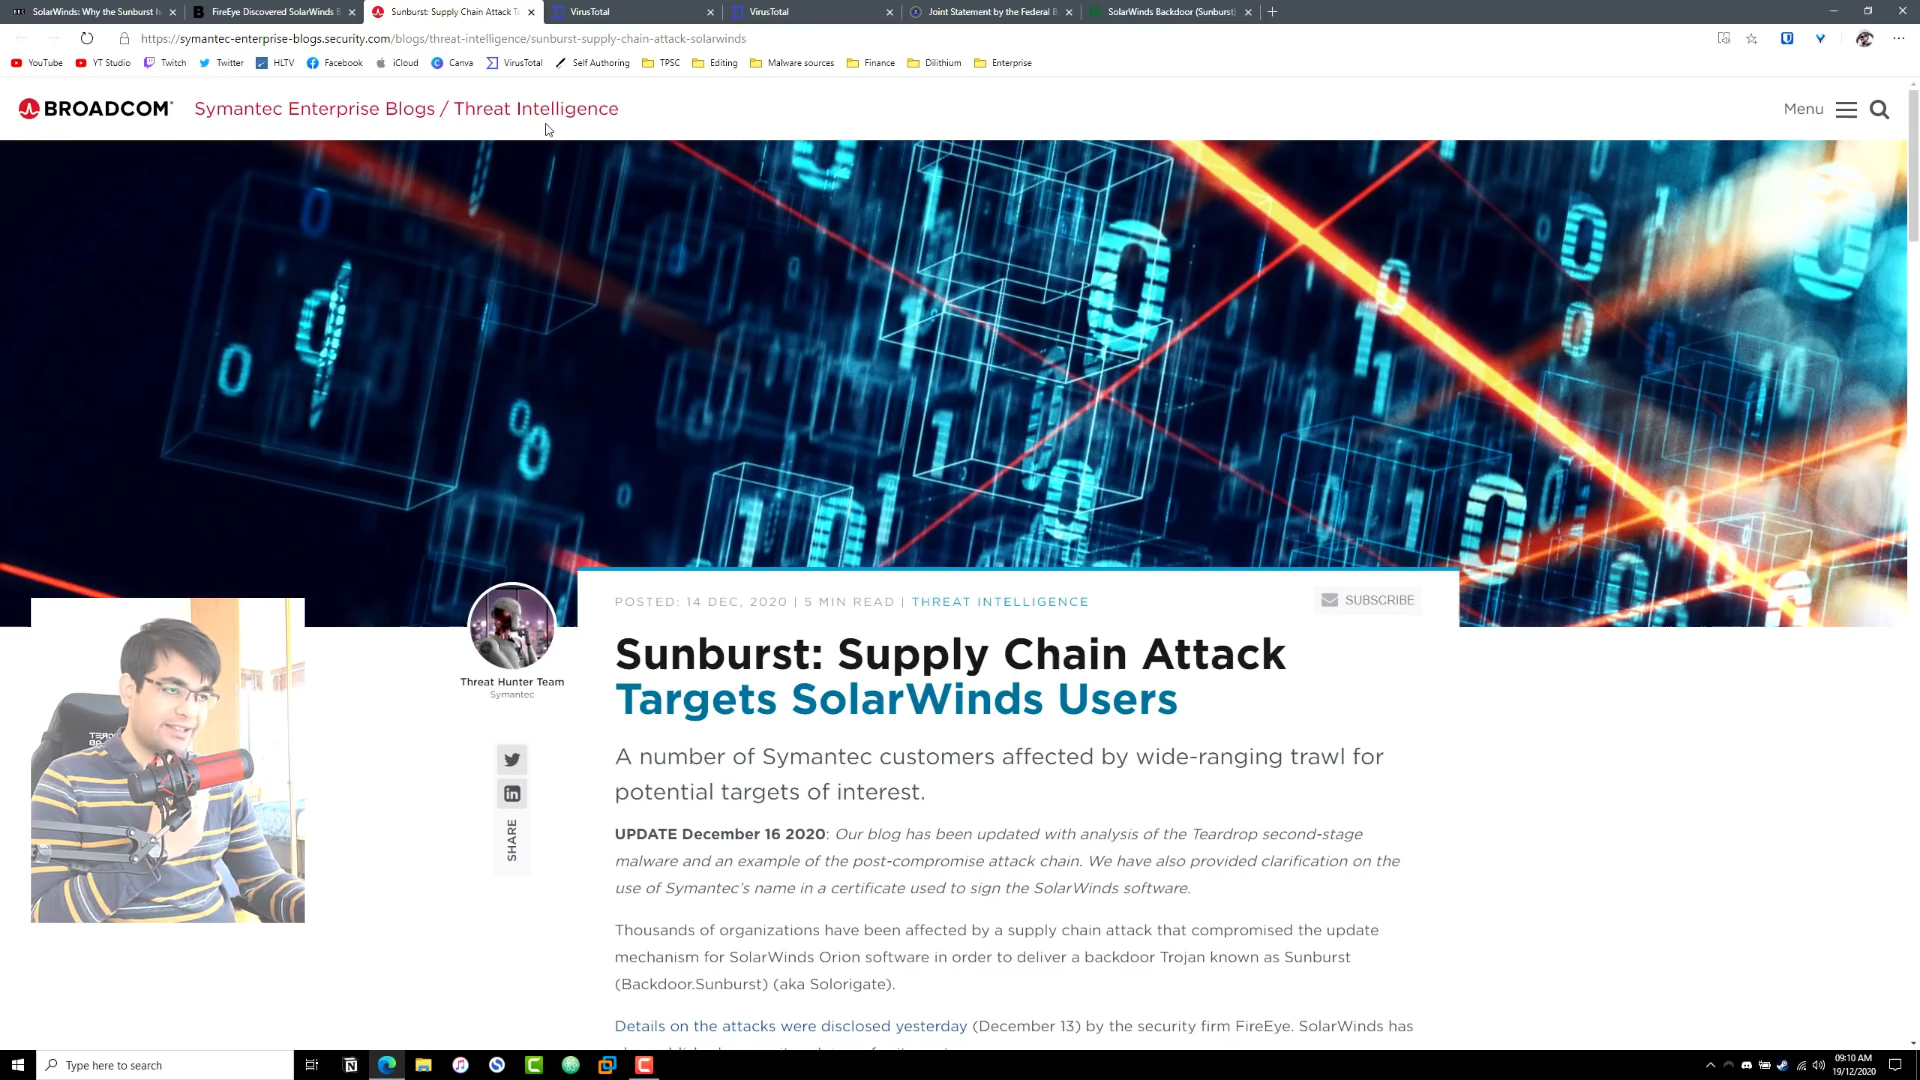 SolarWinds: Why the Sunburst h
FireEye Discovered SolarWinds B
Sunburst: Supply Chain Attack T
VirusTotal
VirusTotal
Joint Statement by the Federal B
SolarWinds Backdoor (Sunburst)
https://symantec-enterprise-blogs.security.com/blogs/threat-intelligence/sunburst-supply-chain-attack-solarwinds
YouTube YT Studio Twitch Twitter HLTV Facebook iCloud Canva VirusTotal Self Authoring TPSC Editing Malware sources Finance Dilithium Enterprise
BROADCOM Symantec Enterprise Blogs / Threat Intelligence
Menu
POSTED: 14 DEC, 2020 | 5 MIN READ | THREAT INTELLIGENCE
SUBSCRIBE
Sunburst: Supply Chain Attack
Targets SolarWinds Users
Threat Hunter Team
Symantec
SHARE
A number of Symantec customers affected by wide-ranging trawl for
potential targets of interest.
UPDATE December 16 2020: Our blog has been updated with analysis of the Teardrop second-stage
malware and an example of the post-compromise attack chain. We have also provided clarification on the
use of Symantec's name in a certificate used to sign the SolarWinds software.
Thousands of organizations have been affected by a supply chain attack that compromised the update
mechanism for SolarWinds Orion software in order to deliver a backdoor Trojan known as Sunburst
(Backdoor.Sunburst) (aka Solorigate).
Details on the attacks were disclosed yesterday (December 13) by the security firm FireEye. SolarWinds has
Type here to search
09:10 AM
19/12/2020